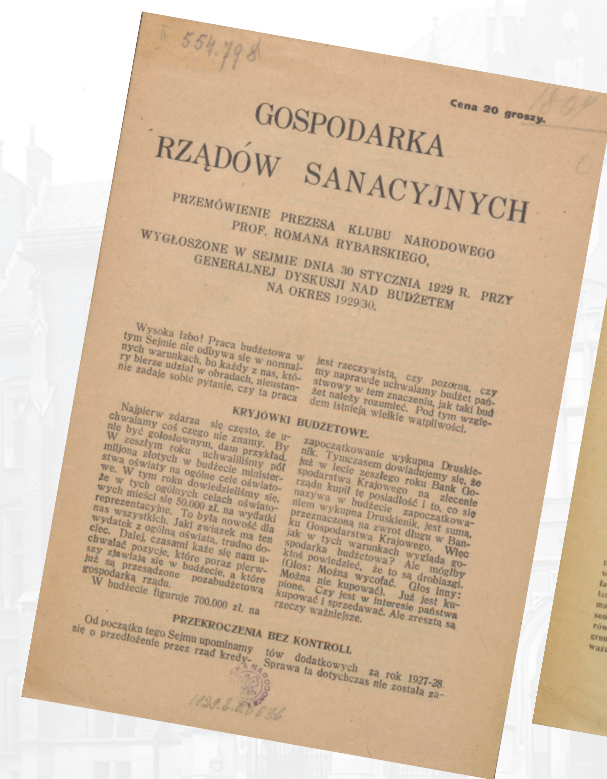 554.798
Cena 20 groszy.
GOSPODARKA
RZĄDÓW SANACYJNYCH
PRZEMÓWIENIE PREZESA KLUBU NARODOWEGO
PROF. ROMANA RYBARSKIEGO,
WYGŁOSZONE W SEJMIE DNIA 30 STYCZNIA 1929 R. PRZY
GENERALNEJ DYSKUSJI NAD BUDŻETEM
NA OKRES 1929/30.
Wysoka Izbo! Praca budżetowa w
tym Sejmie nie odbywa się w normal-
nych warunkach, bo każdy z nas, któ-
ry bierze udział w obradach, nieustan-
nie zadaje sobie pytanie, czy ta praca
jest rzeczywistą, czy pozorną, czy
my naprawdę uchwalamy budżet pań-
stwowy w tem znaczeniu, jak taki bud
żet należy rozumieć. Pod tym wzglę-
dem istnieją wielkie wątpliwości.
KRYJÓWKI BUDŻETOWE.
Najpierw zdarza się często, że u-
chwalamy coś czego nie znamy. By
nie być gołosłownym, dam przykład.
W zeszłym roku uchwaliliśmy pół
miljona złotych w budżecie minister-
stwa oświaty na ogólne cele oświato-
we. W tym roku dowiedzieliśmy się,
że w tych ogólnych celach oświato-
wych mieści się 50.000 zł. na wydatki
reprezentacyjne. To była nowość dla
nas wszystkich. Jaki związek ma ten
wydatek z ogólną oświatą, trudno do-
ciec. Dalej, czasami każe się nam u-
chwalać pozycje, które poraz pierw-
szy zjawiają się w budżecie, a które
już są przesądzone pozabudżetową
gospodarką rządu.
W budżecie figuruje 700.000 zł. na
zapoczątkowanie wykupna Druskie-
nik. Tymczasem dowiadujemy się, że
już w lecie zeszłego roku Bank Go-
spodarstwa Krajowego na zlecenie
rządu kupił tę posiadłość i to, co się
nazywa w budżecie zapoczątkowa-
niem wykupna Druskienik, jest sumą,
przeznaczoną na zwrot długu w Ban-
ku Gospodarstwa Krajowego. Więc
jak w tych warunkach wygląda go-
spodarka budżetowa? Ale mógłby
ktoś powiedzieć, że to są drobiazgi.
(Głos: Można wycofać. Głos inny:
Można nie kupować). Już jest ku-
pione. Czy jest w interesie państwa
kupować i sprzedawać. Ale zresztą są
rzeczy ważniejsze.
PRZEKROCZENIA BEZ KONTROLI.
Od początku tego Sejmu upominamy
się o przedłożenie przez rząd kredy-
tów dodatkowych za rok 1927-28.
Sprawa ta dotychczas nie została za-